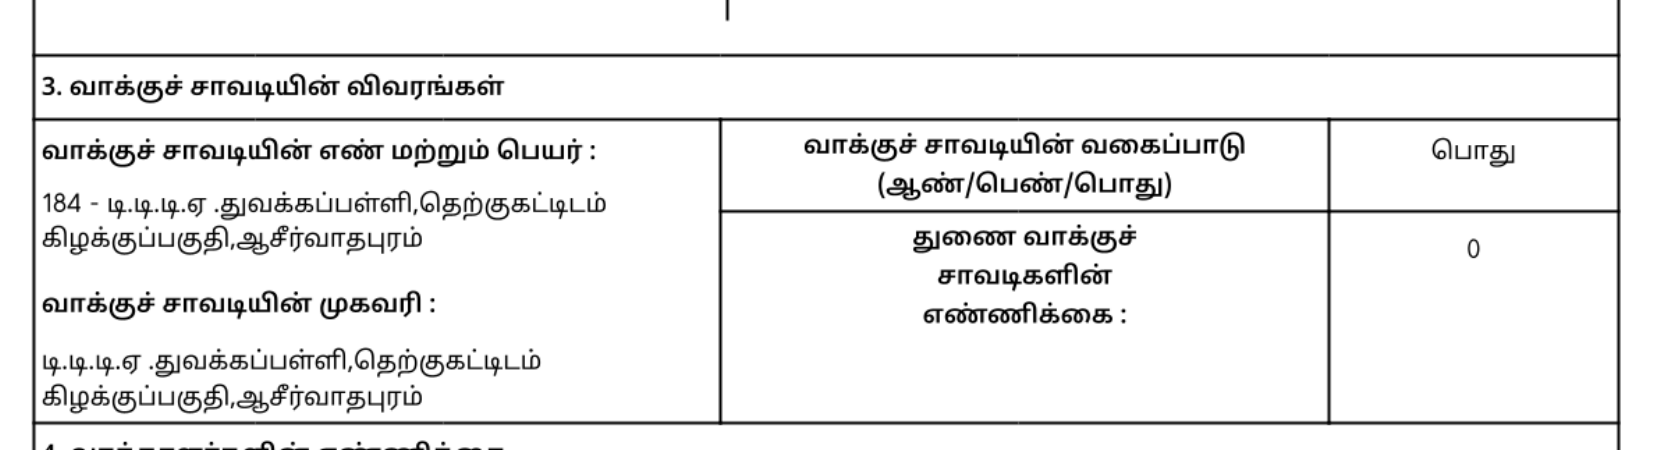 3. வாக்குச் சாவடியின் விவரங்கள்
வாக்குச் சாவடியின் எண் மற்றும் பெயர் :
184 - டி.டி.டி.ஏ .துவக்கப்பள்ளி,தெற்குகட்டிடம்
கிழக்குப்பகுதி,ஆசீர்வாதபுரம்
வாக்குச் சாவடியின் முகவரி :
டி.டி.டி.ஏ .துவக்கப்பள்ளி,தெற்குகட்டிடம்
கிழக்குப்பகுதி,ஆசீர்வாதபுரம்
வாக்குச் சாவடியின் வகைப்பாடு
(ஆண்/பெண்/பொது)
பொது
துணை வாக்குச்
சாவடிகளின்
எண்ணிக்கை :
0